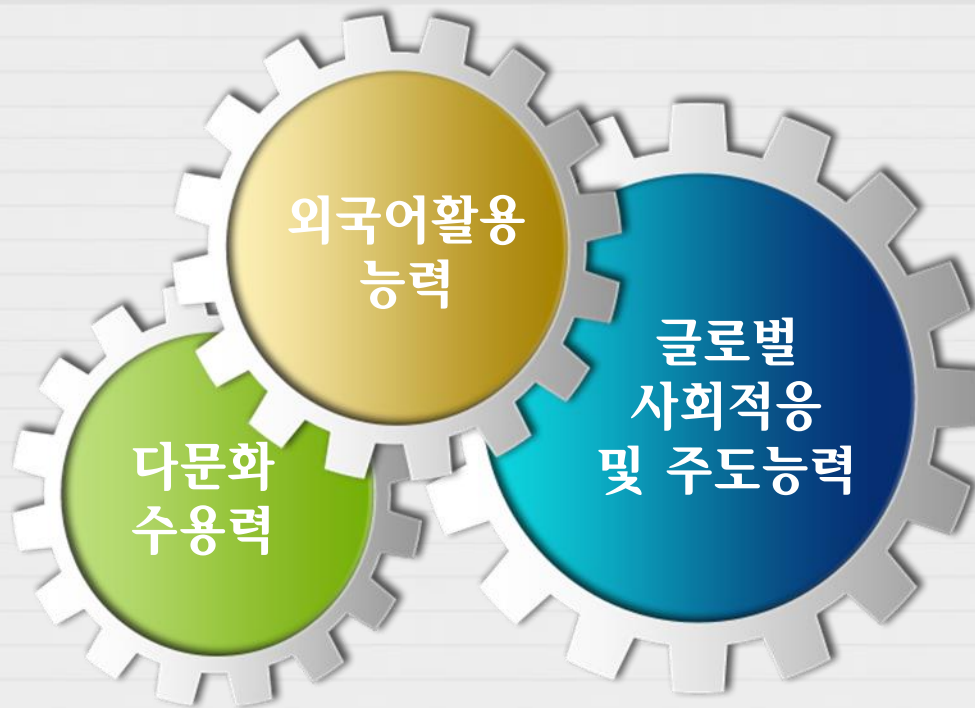 외국어활용
능력
글로벌
사회적응
및 주도능력
다문화
수용력